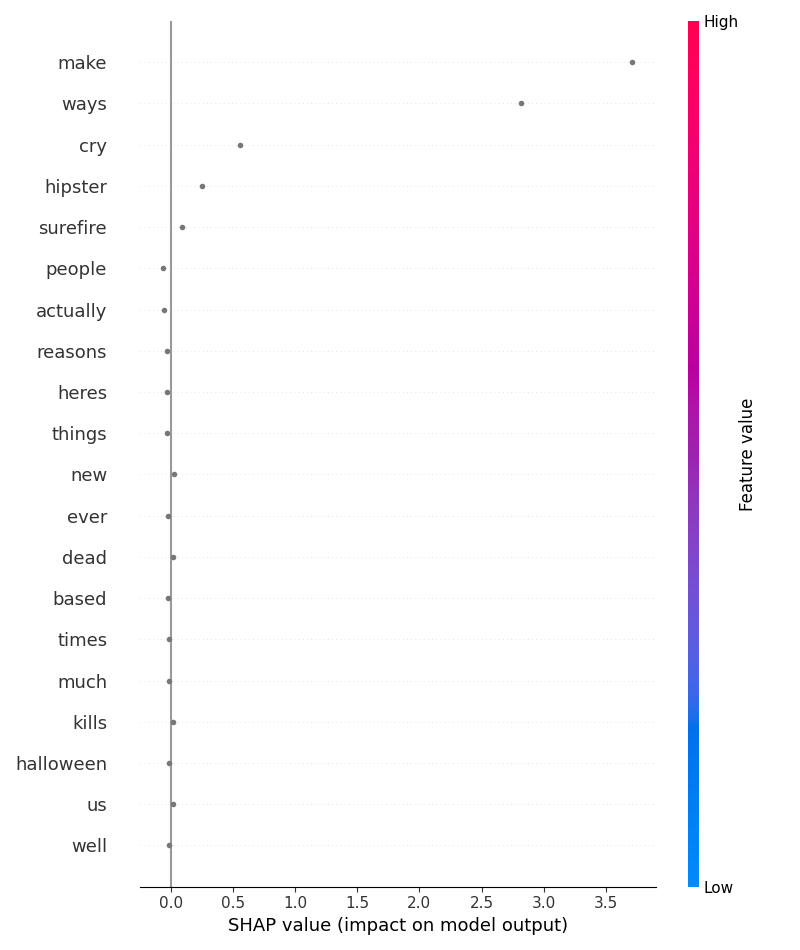 High
make
ways
cry
hipster
surefire
people
actually
reasons
heres
things
new
ever
dead
based
times
much
kills
halloween
us
well
Feature value
Low
0.0 0.5 1.0 1.5 2.0 2.5 3.0 3.5
SHAP value (impact on model output)